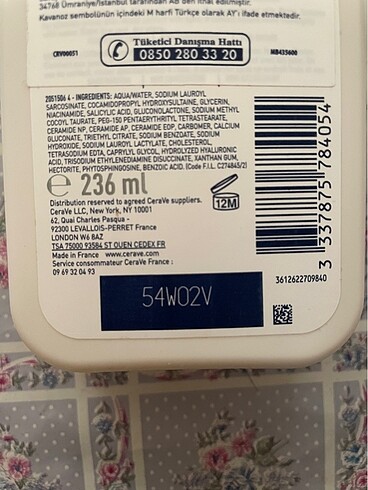 34768 Ümraniye/İstanbul tarafından AB'den ithal edilmiştir.
Kavanoz sembolünün içindeki M harfi Türkçe olarak AY'ı ifade etmektedir.
CRV00051
Tüketici Danışma Hattı
0850 280 33 20
MB435600
2051506 4 - INGREDIENTS: AQUA/WATER, SODIUM LAUROYL
SARCOSINATE, COCAMIDOPROPYL HYDROXYSULTAINE, GLYCERIN,
NIACINAMIDE, SALICYLIC ACID, GLUCONOLACTONE, SODIUM METHYL
COCOYL TAURATE, PEG-150 PENTAERYTHRITYL TETRASTEARATE,
CERAMIDE NP, CERAMIDE AP, CERAMIDE EOP, CARBOMER, CALCIUM
GLUCONATE, TRIETHYL CITRATE, SODIUM BENZOATE, SODIUM
HYDROXIDE, SODIUM LAUROYL LACTYLATE, CHOLESTEROL,
TETRASODIUM EDTA, CAPRYLYL GLYCOL, HYDROLYZED HYALURONIC
ACID, TRISODIUM ETHYLENEDIAMINE DISUCCINATE, XANTHAN GUM,
HECTORITE, PHYTOSPHINGOSINE, BENZOIC ACID. (Code F.I.L. C274845/2)
℮ 236 ml
12M
Distribution reserved to agreed CeraVe suppliers.
CeraVe LLC, New York, NY 10001
62, Quai Charles Pasqua -
92300 LEVALLOIS-PERRET France
LONDON W6 8AZ
TSA 75000 93584 ST OUEN CEDEX FR
Made in France www.cerave.com
Service consommateur CeraVe France :
09 69 32 04 93
3 337875 784054
3612622709840
54W02V